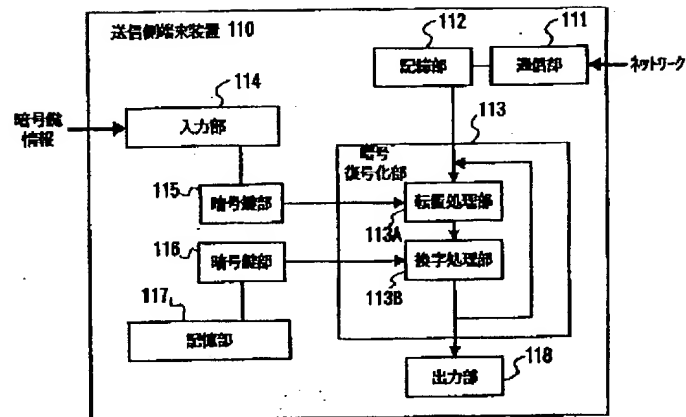 送信側端末装置 110
112
111
記録部
通信部
ネットワーク
114
暗号鍵
情報
入力部
113
暗号
復号化部
115
暗号鍵部
転置処理部
113A
116
暗号鍵部
換字処理部
113B
117
記憶部
出力部
118